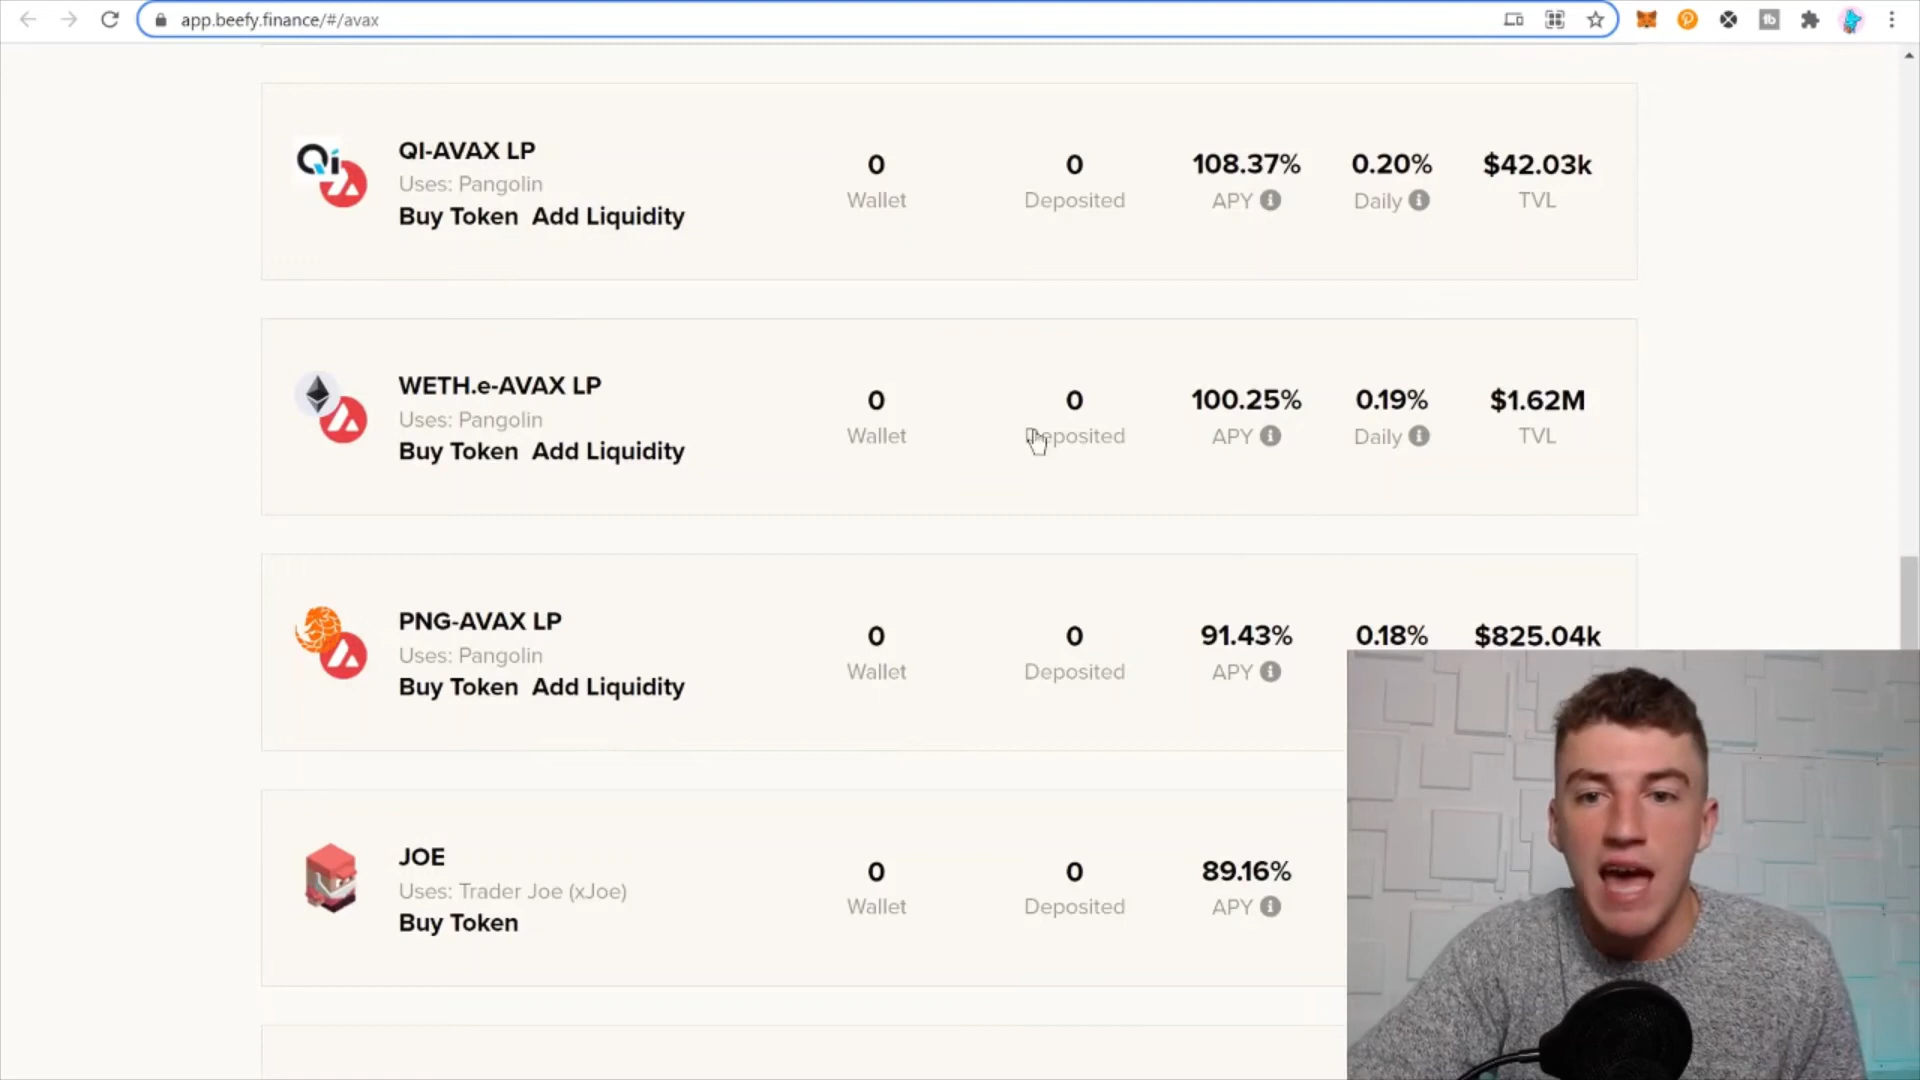 app.beefy.finance/#/avax
QI-AVAX LP
Uses: Pangolin
Buy Token Add Liquidity
0
Wallet
0
Deposited
108.37%
APY
0.20%
Daily
$42.03k
TVL
WETH.e-AVAX LP
Uses: Pangolin
Buy Token Add Liquidity
0
Wallet
0
Deposited
100.25%
APY
0.19%
Daily
$1.62M
TVL
PNG-AVAX LP
Uses: Pangolin
Buy Token Add Liquidity
0
Wallet
0
Deposited
91.43%
APY
0.18%
$825.04k
JOE
Uses: Trader Joe (xJoe)
Buy Token
0
Wallet
0
Deposited
89.16%
APY